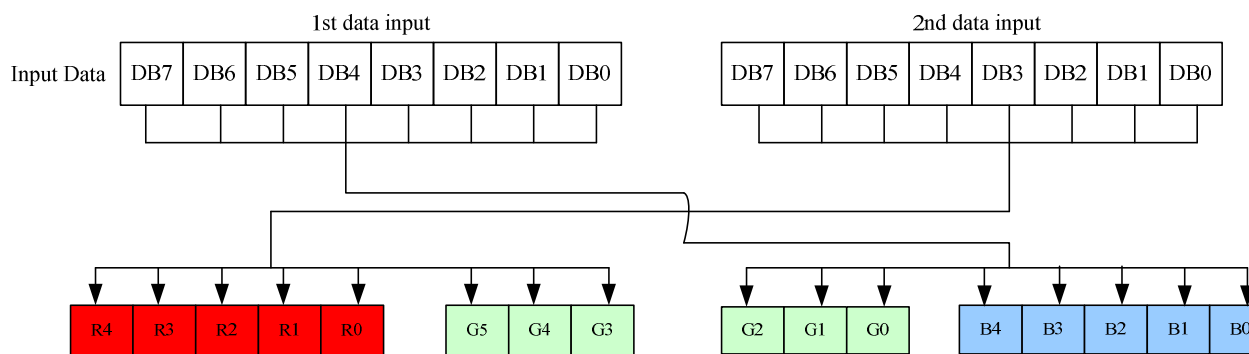 1st data input 2nd data input
Input Data DB7 DB6 DB5 DB4 DB3 DB2 DB1 DB0 DB7 DB6 DB5 DB4 DB3 DB2 DB1 DB0
R4 R3 R2 R1 R0 G5 G4 G3 G2 G1 G0 B4 B3 B2 B1 B0